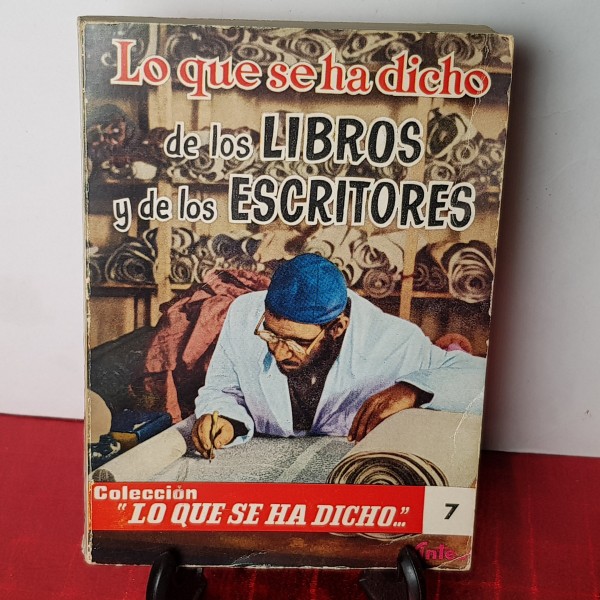 Lo que se ha dicho
de los LIBROS
y de los ESCRITORES
Colección
"LO QUE SE HA DICHO..."
7